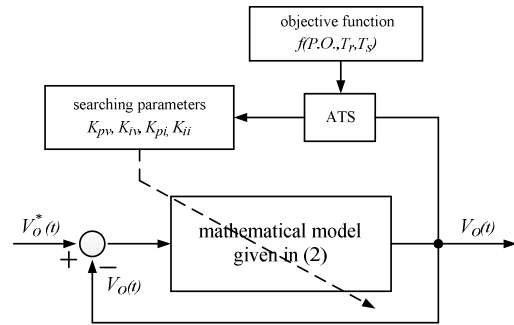 objective function
f(P.O.,Tr,Ts)
searching parameters
Kpv, Kiv, Kpi, Kii
ATS
VO*(t)
+
−
mathematical model
given in (2)
VO(t)
VO(t)